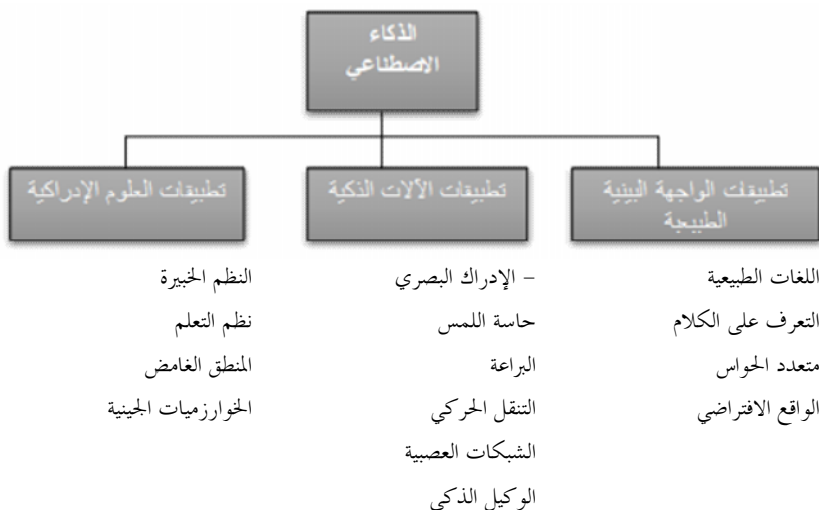 الذكاء
الاصطناعي
تطبيقات الواجهة البينية
الطبيعية
تطبيقات الآلات الذكية
تطبيقات العلوم الإدراكية
اللغات الطبيعية
التعرف على الكلام
متعدد الحواس
الواقع الافتراضي
– الإدراك البصري
حاسة اللمس
البراعة
التنقل الحركي
الشبكات العصبية
الوكيل الذكي
النظم الخبيرة
نظم التعلم
المنطق الغامض
الخوارزميات الجينية